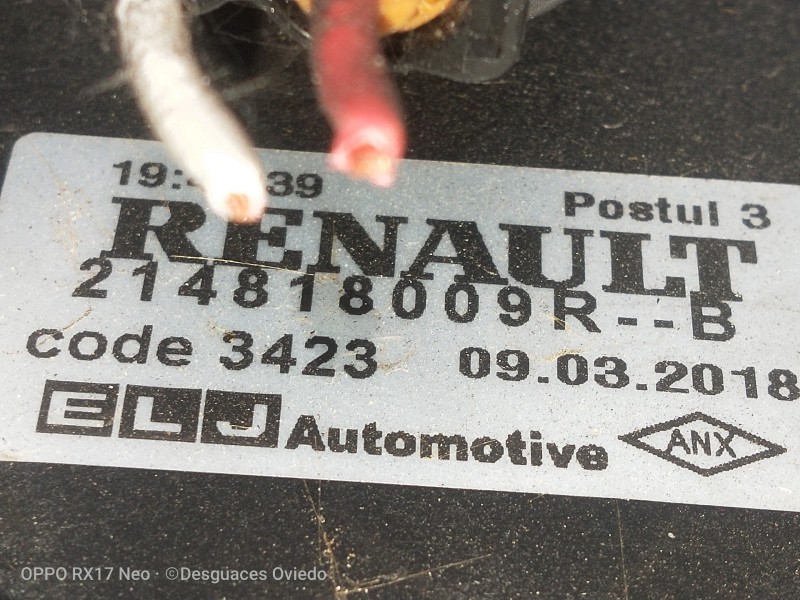 Postul 3
RENAULT
214818009R--B
code 3423 09.03.2018
ELJ Automotive ANX
OPPO RX17 Neo · ©Desguaces Oviedo